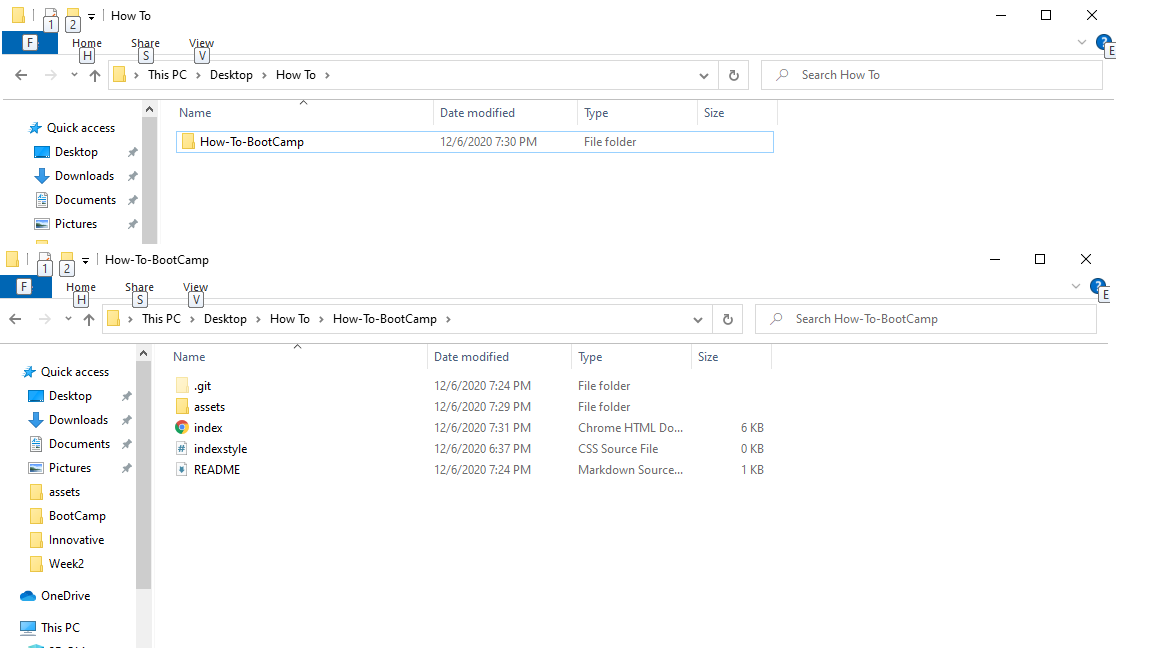 1 2 How To
F Home Share View
H S V E
This PC > Desktop > How To > Search How To
Name Date modified Type Size
Quick access
How-To-BootCamp 12/6/2020 7:30 PM File folder
Desktop
Downloads
Documents
Pictures
1 2 How-To-BootCamp
F Home Share View
H S V E
This PC > Desktop > How To > How-To-BootCamp > Search How-To-BootCamp
Name Date modified Type Size
Quick access
.git 12/6/2020 7:24 PM File folder
Desktop
assets 12/6/2020 7:29 PM File folder
Downloads
index 12/6/2020 7:31 PM Chrome HTML Do... 6 KB
Documents
indexstyle 12/6/2020 6:37 PM CSS Source File 0 KB
Pictures
README 12/6/2020 7:24 PM Markdown Source... 1 KB
assets
BootCamp
Innovative
Week2
OneDrive
This PC